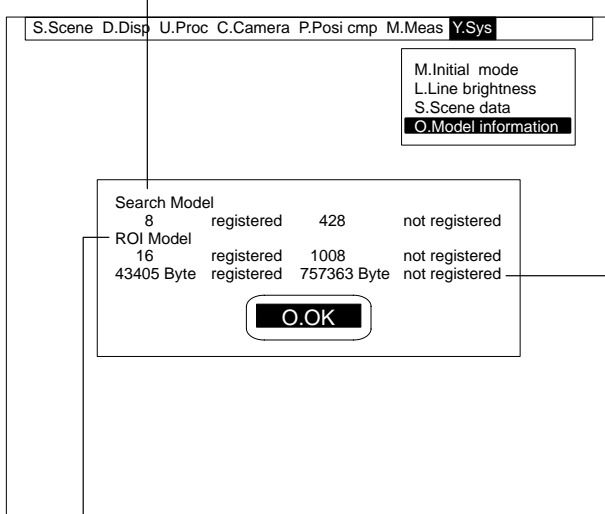 S.Scene D.Disp U.Proc C.Camera P.Posi cmp M.Meas Y.Sys
M.Initial mode
L.Line brightness
S.Scene data
O.Model information
Search Model
8 registered 428 not registered
ROI Model
16 registered 1008 not registered
43405 Byte registered 757363 Byte not registered
O.OK